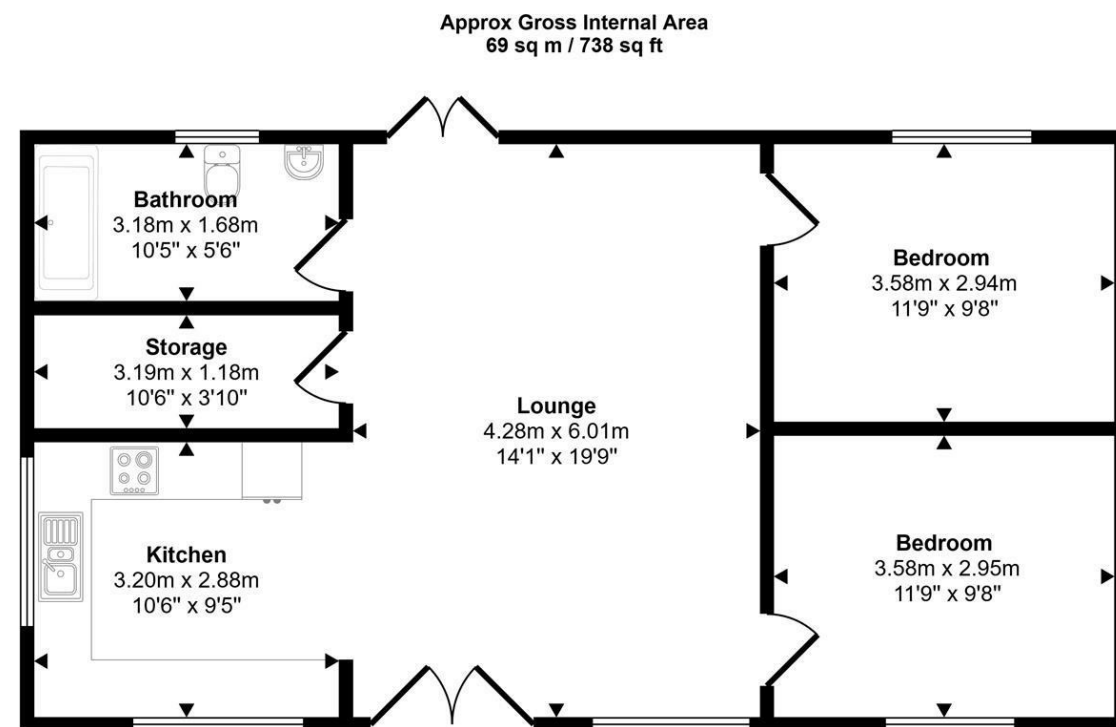 Approx Gross Internal Area
69 sq m / 738 sq ft
Bathroom
3.18m x 1.68m
10'5" x 5'6"
Storage
3.19m x 1.18m
10'6" x 3'10"
Kitchen
3.20m x 2.88m
10'6" x 9'5"
Lounge
4.28m x 6.01m
14'1" x 19'9"
Bedroom
3.58m x 2.94m
11'9" x 9'8"
Bedroom
3.58m x 2.95m
11'9" x 9'8"